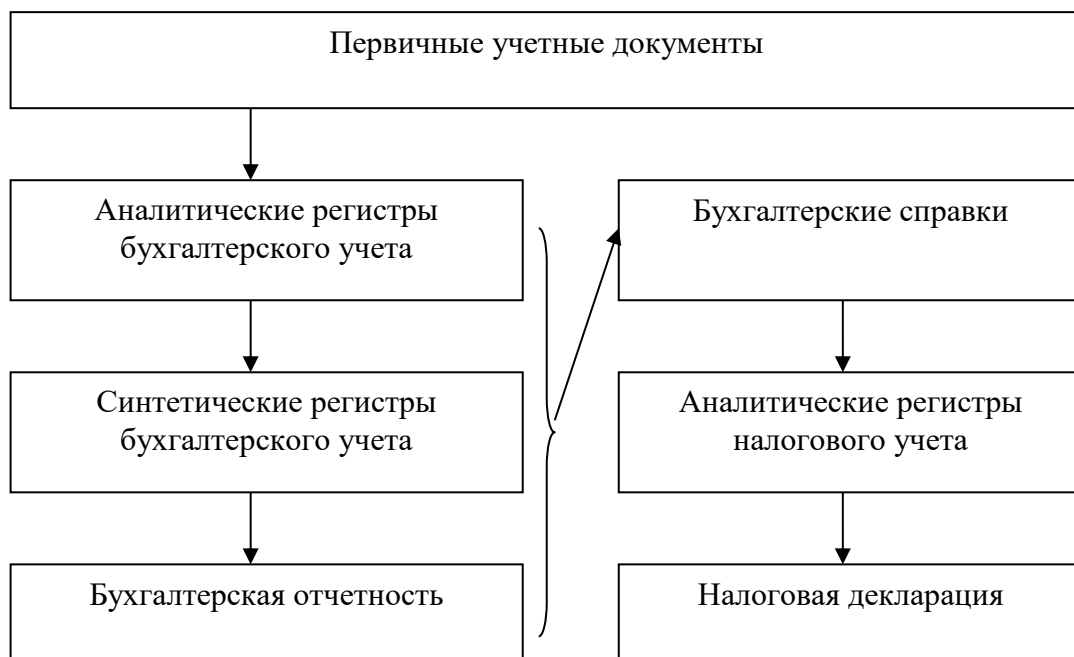 Первичные учетные документы
Аналитические регистры
бухгалтерского учета
Бухгалтерские справки
Синтетические регистры
бухгалтерского учета
Аналитические регистры
налогового учета
Бухгалтерская отчетность
Налоговая декларация